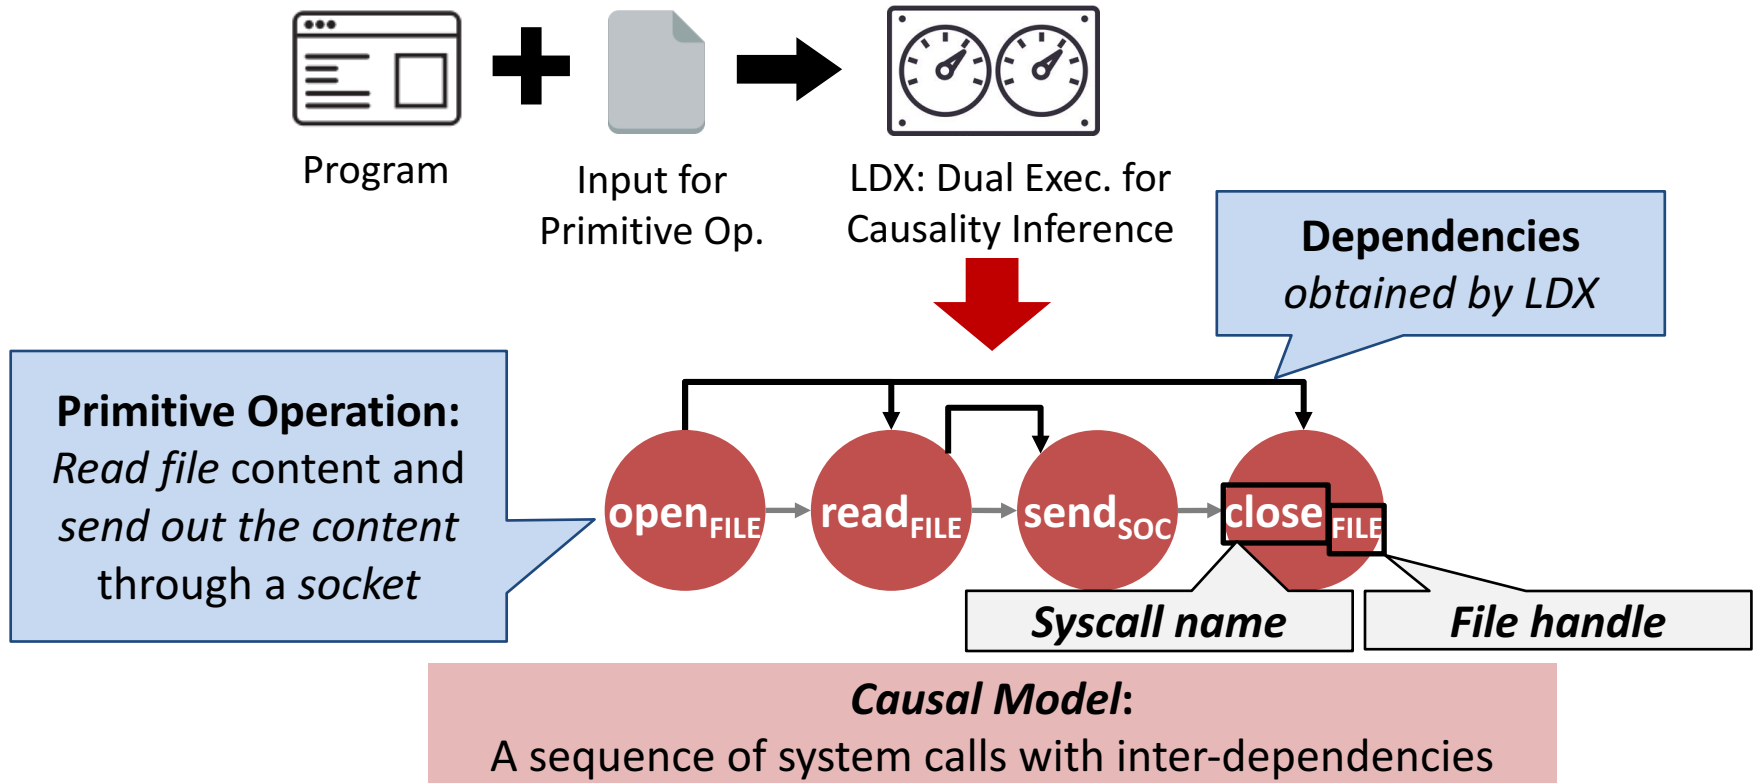 Program
Input for
Primitive Op.
LDX: Dual Exec. for
Causality Inference
Dependencies
obtained by LDX
Primitive Operation:
Read file content and
send out the content
through a socket
openFILE
readFILE
sendSOC
closeFILE
Syscall name
File handle
Causal Model:
A sequence of system calls with inter-dependencies